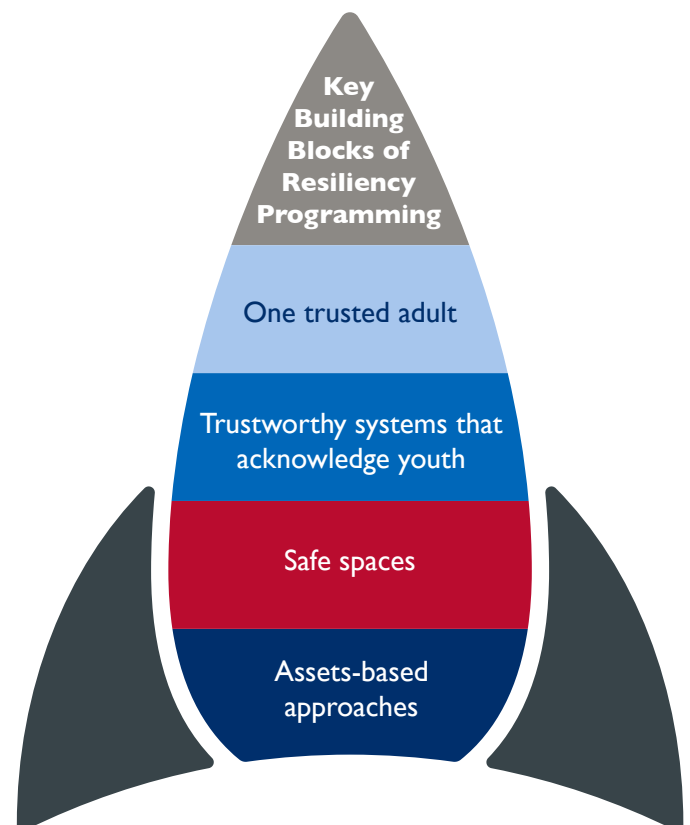 Key
Building
Blocks of
Resiliency
Programming
One trusted adult
Trustworthy systems that
acknowledge youth
Safe spaces
Assets-based
approaches